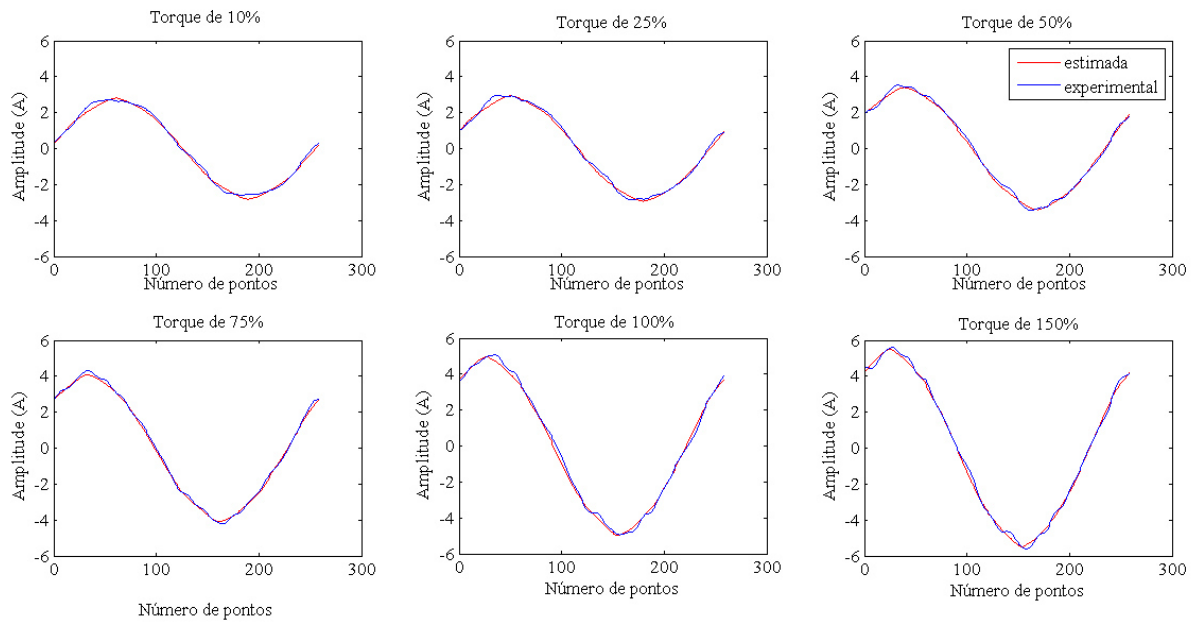 Torque de 10%
6
4
2
0
-2
-4
-6
Amplitude (A)
0 100 200 300
Número de pontos
Torque de 25%
6
4
2
0
-2
-4
-6
Amplitude (A)
0 100 200 300
Número de pontos
Torque de 50%
estimada
experimental
6
4
2
0
-2
-4
-6
Amplitude (A)
0 100 200 300
Número de pontos
Torque de 75%
6
4
2
0
-2
-4
-6
Amplitude (A)
0 100 200 300
Número de pontos
Torque de 100%
6
4
2
0
-2
-4
-6
Amplitude (A)
0 100 200 300
Número de pontos
Torque de 150%
6
4
2
0
-2
-4
-6
Amplitude (A)
0 100 200 300
Número de pontos